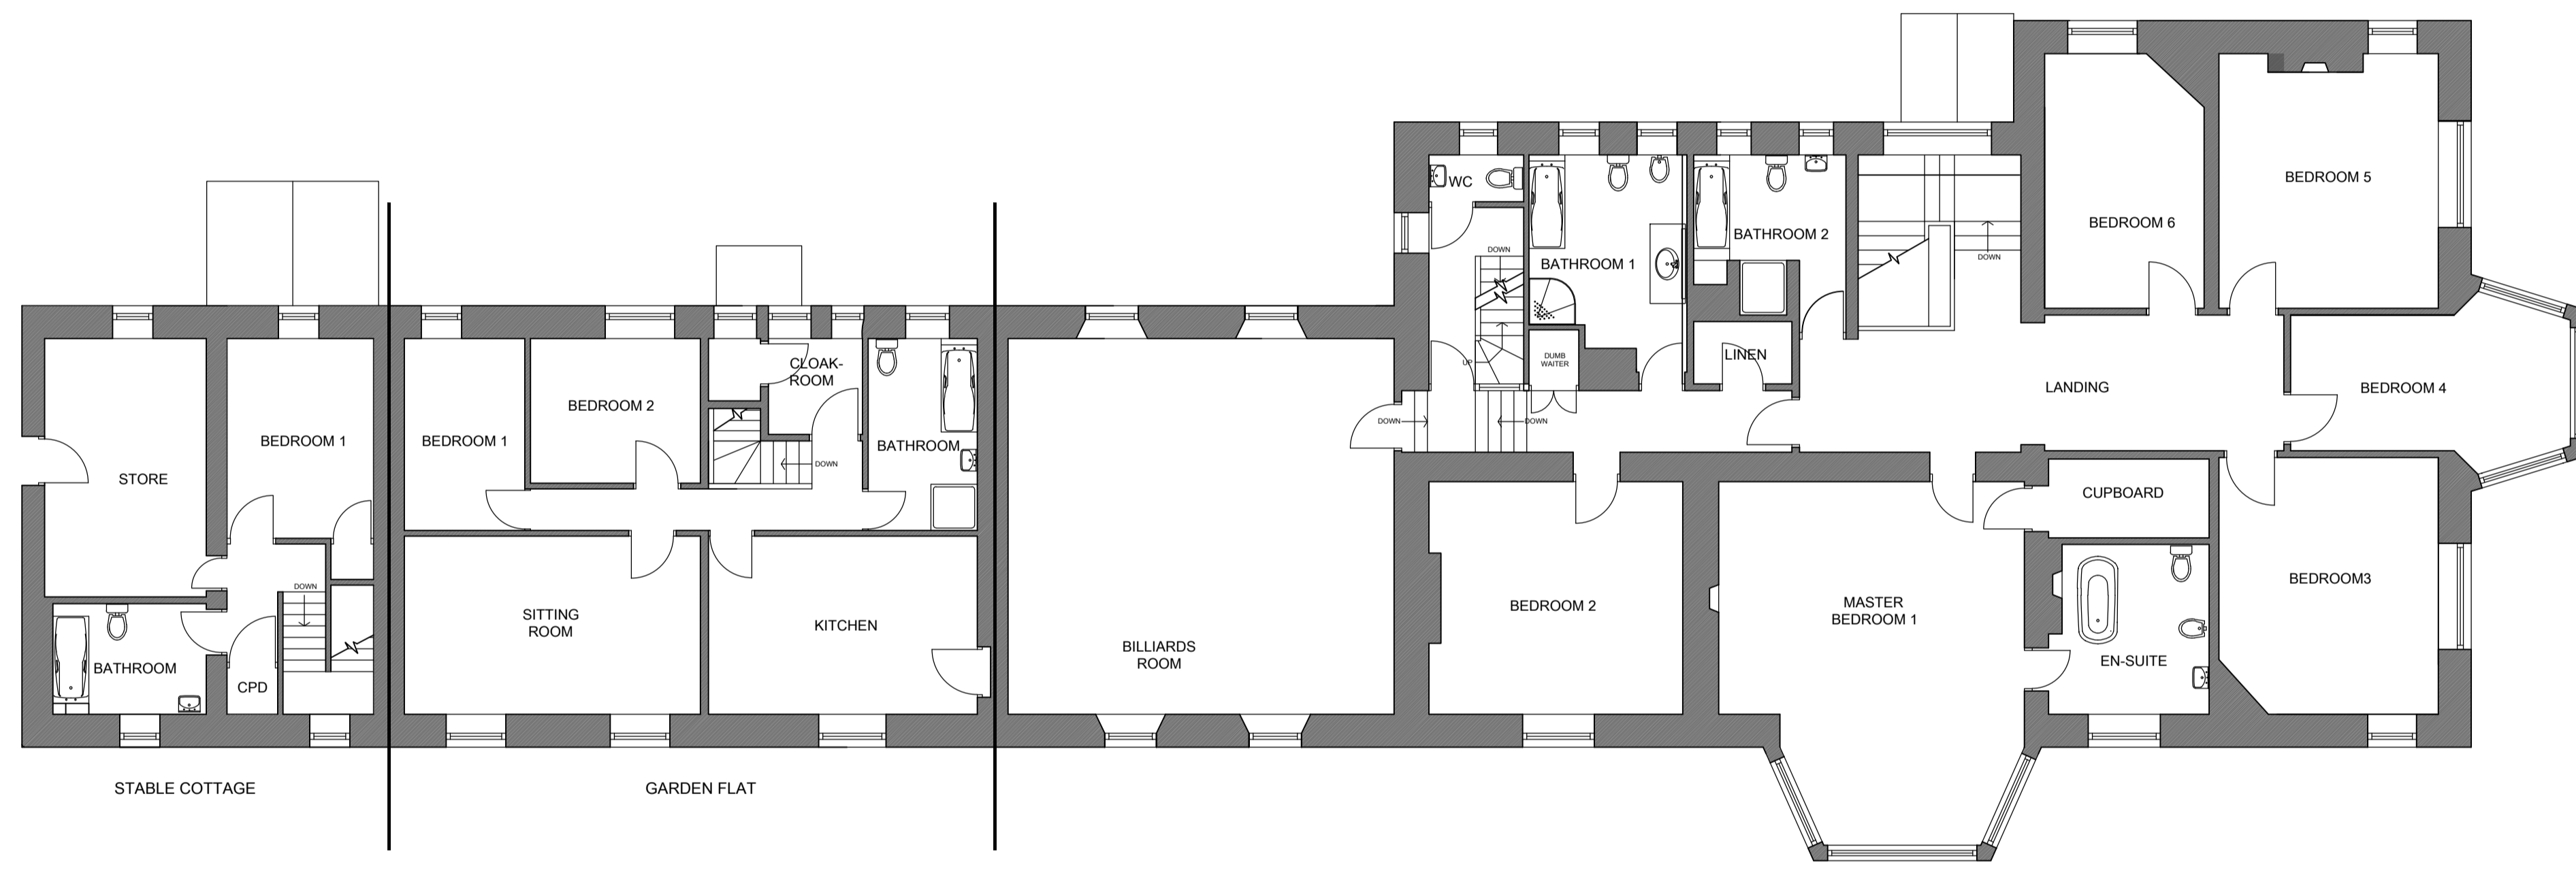 STORE
BEDROOM 1
DOWN
BATHROOM
CPD
STABLE COTTAGE
BEDROOM 1
BEDROOM 2
CLOAK-
ROOM
DOWN
BATHROOM
SITTING
ROOM
KITCHEN
GARDEN FLAT
BILLIARDS
ROOM
WC
DOWN
UP
BATHROOM 1
DUMB
WAITER
BATHROOM 2
LINEN
DOWN
DOWN
DOWN
LANDING
BEDROOM 6
BEDROOM 5
BEDROOM 4
BEDROOM 2
MASTER
BEDROOM 1
CUPBOARD
EN-SUITE
BEDROOM3